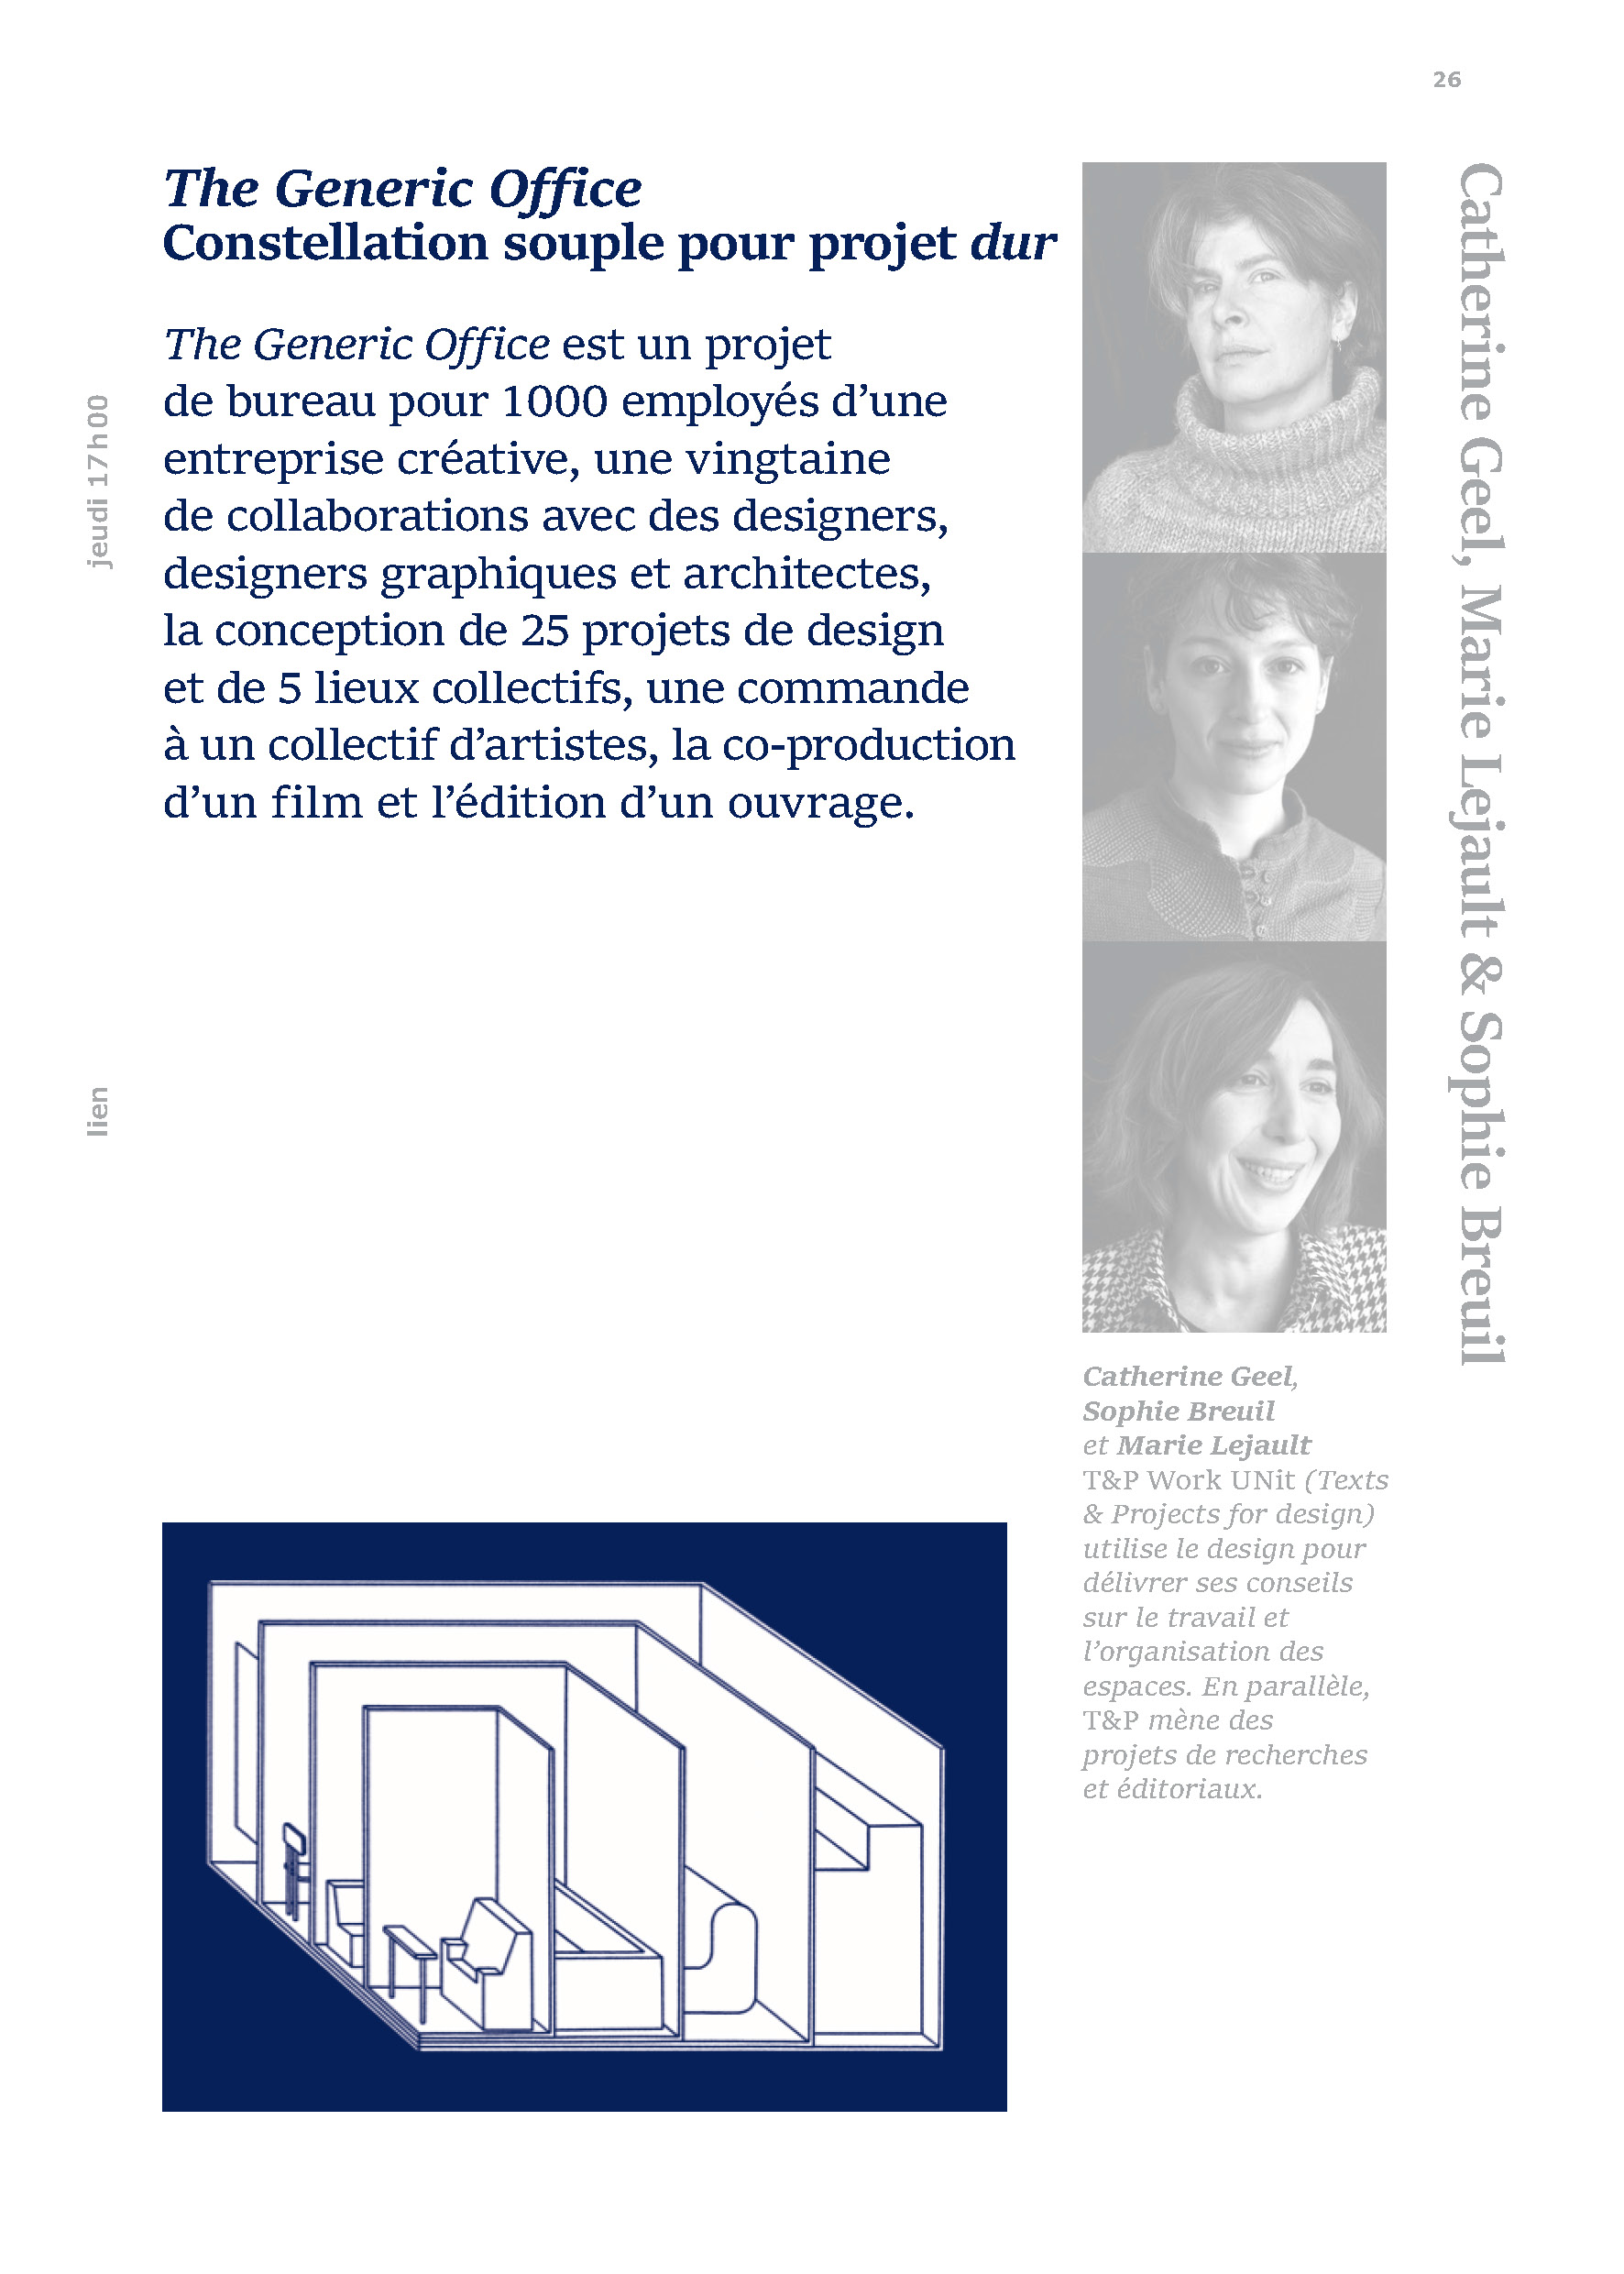 26
The Generic Office
Constellation souple pour projet dur
The Generic Office est un projet
de bureau pour 1000 employés d’une
entreprise créative, une vingtaine
de collaborations avec des designers,
designers graphiques et architectes,
la conception de 25 projets de design
et de 5 lieux collectifs, une commande
à un collectif d’artistes, la co-production
d’un film et l’édition d’un ouvrage.
jeudi 17h00
lien
Catherine Geel, Marie Lejault & Sophie Breuil
Catherine Geel,
Sophie Breuil
et Marie Lejault
T&P Work UNit (Texts
& Projects for design)
utilise le design pour
délivrer ses conseils
sur le travail et
l’organisation des
espaces. En parallèle,
T&P mène des
projets de recherches
et éditoriaux.